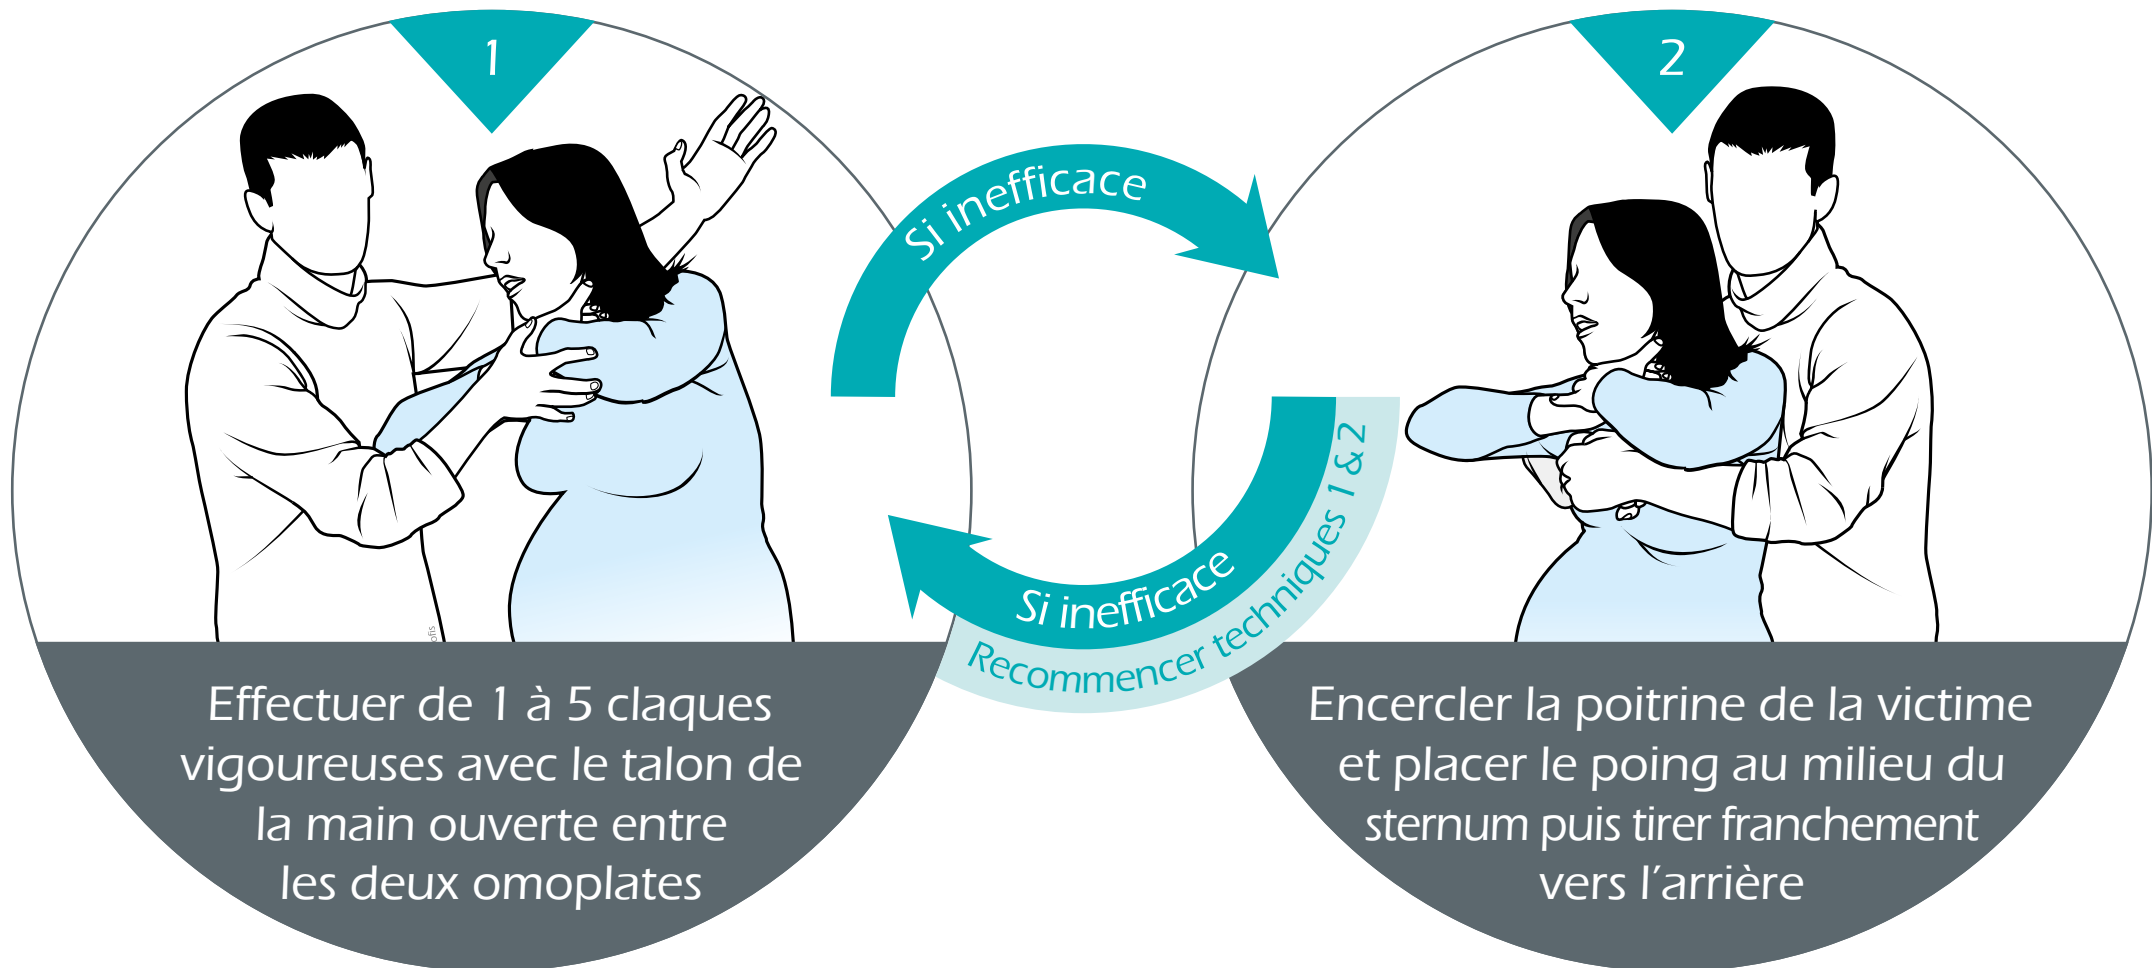 1
Effectuer de 1 à 5 claques
vigoureuses avec le talon de
la main ouverte entre
les deux omoplates
Si inefficace
2
Encercler la poitrine de la victime
et placer le poing au milieu du
sternum puis tirer franchement
vers l'arrière
Si inefficace
Recommencer techniques 1 & 2